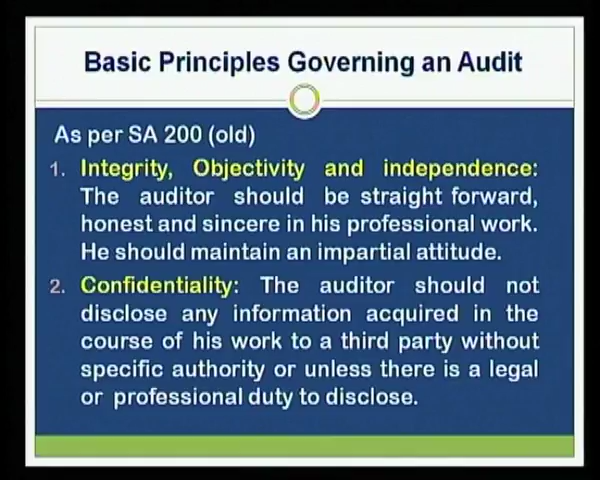 Basic Principles Governing an Audit
As per SA 200 (old)
1. Integrity, Objectivity and independence:
The auditor should be straight forward,
honest and sincere in his professional work.
He should maintain an impartial attitude.
2. Confidentiality: The auditor should not
disclose any information acquired in the
course of his work to a third party without
specific authority or unless there is a legal
or professional duty to disclose.